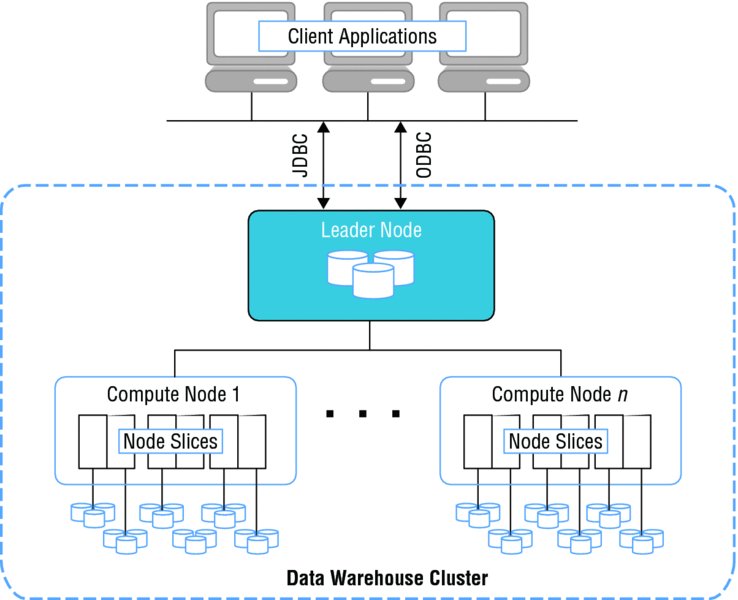 Client Applications
JDBC
ODBC
Leader Node
Compute Node 1
Compute Node n
Node Slices
Node Slices
Data Warehouse Cluster